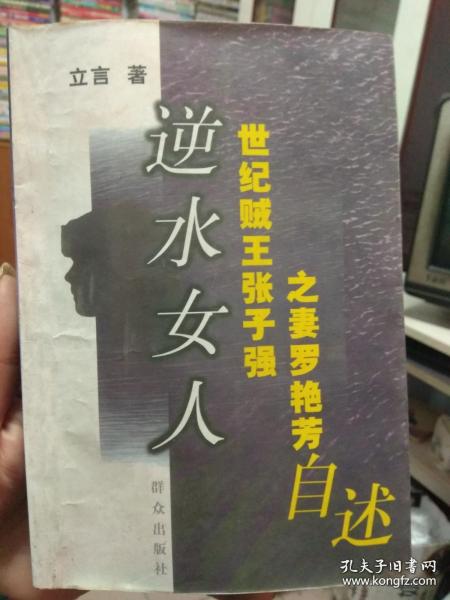 立言 著
逆水女人
世纪贼王张子强
之妻罗艳芳
自述
群众出版社
孔夫子旧书网
www.kongfz.com